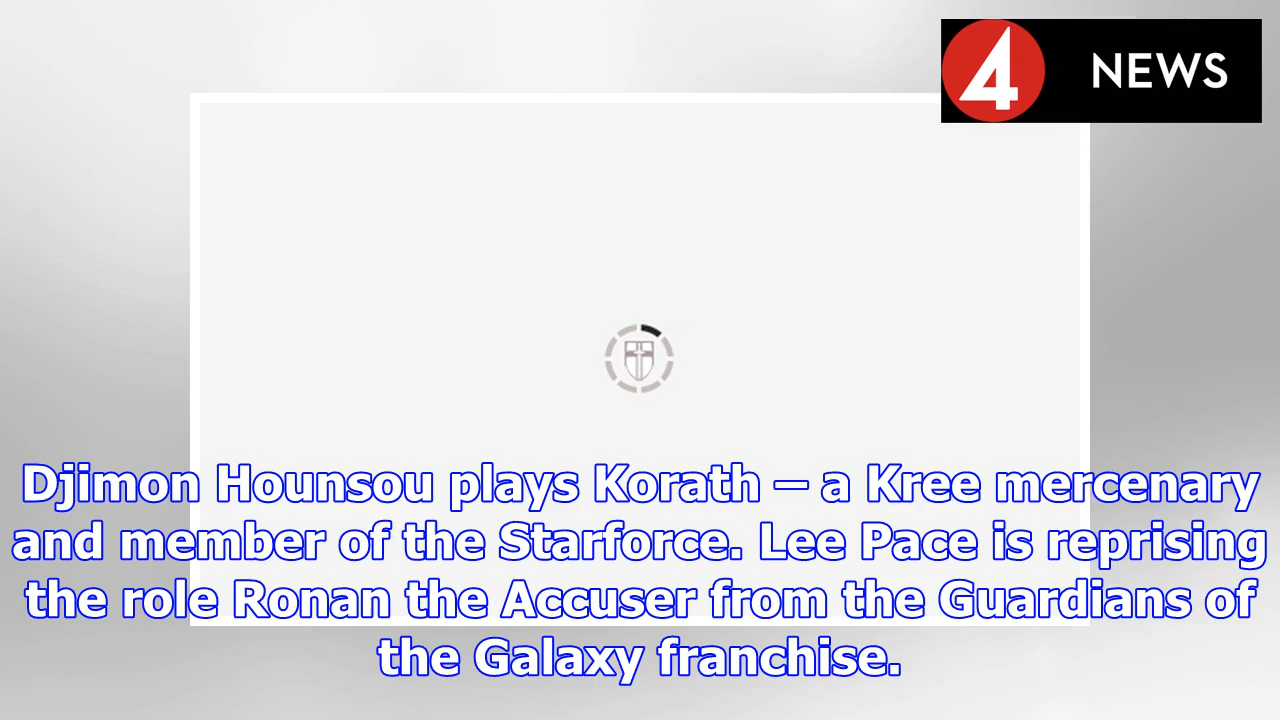 4 NEWS
Djimon Hounsou plays Korath – a Kree mercenary
and member of the Starforce. Lee Pace is reprising
the role Ronan the Accuser from the Guardians of
the Galaxy franchise.